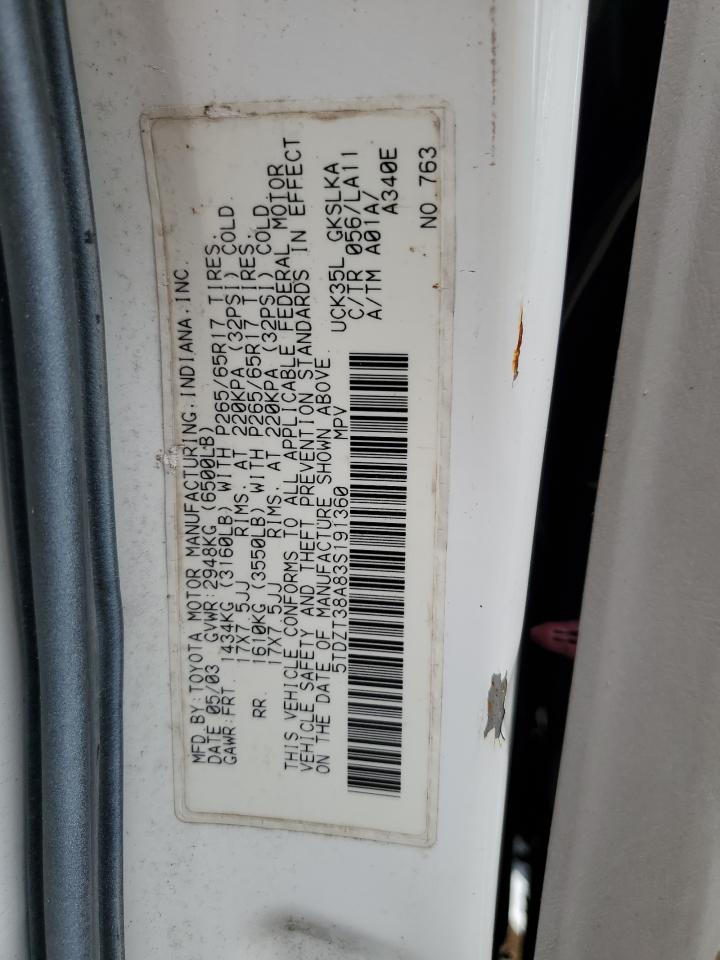 MFD.BY:TOYOTA MOTOR MANUFACTURING.INDIANA.INC.
DATE 05/03 GVWR:2948KG (6500LB)
GAWR:FRT. 1434KG (3160LB) WITH P265/65R17 TIRES.
17X7.5JJ RIMS. AT 220KPA (32PSI) COLD.
RR. 1610KG (3550LB) WITH P265/65R17 TIRES.
17X7.5JJ RIMS. AT 220KPA (32PSI) COLD
THIS VEHICLE CONFORMS TO ALL APPLICABLE FEDERAL MOTOR
VEHICLE SAFETY AND THEFT PREVENTION STANDARDS IN EFFECT
ON THE DATE OF MANUFACTURE SHOWN ABOVE.
5TDZT38A83S191360 MPV
UCK35L GKSLKA
C/TR 056/LA11
A/TM A01A/
A340E
NO. 763